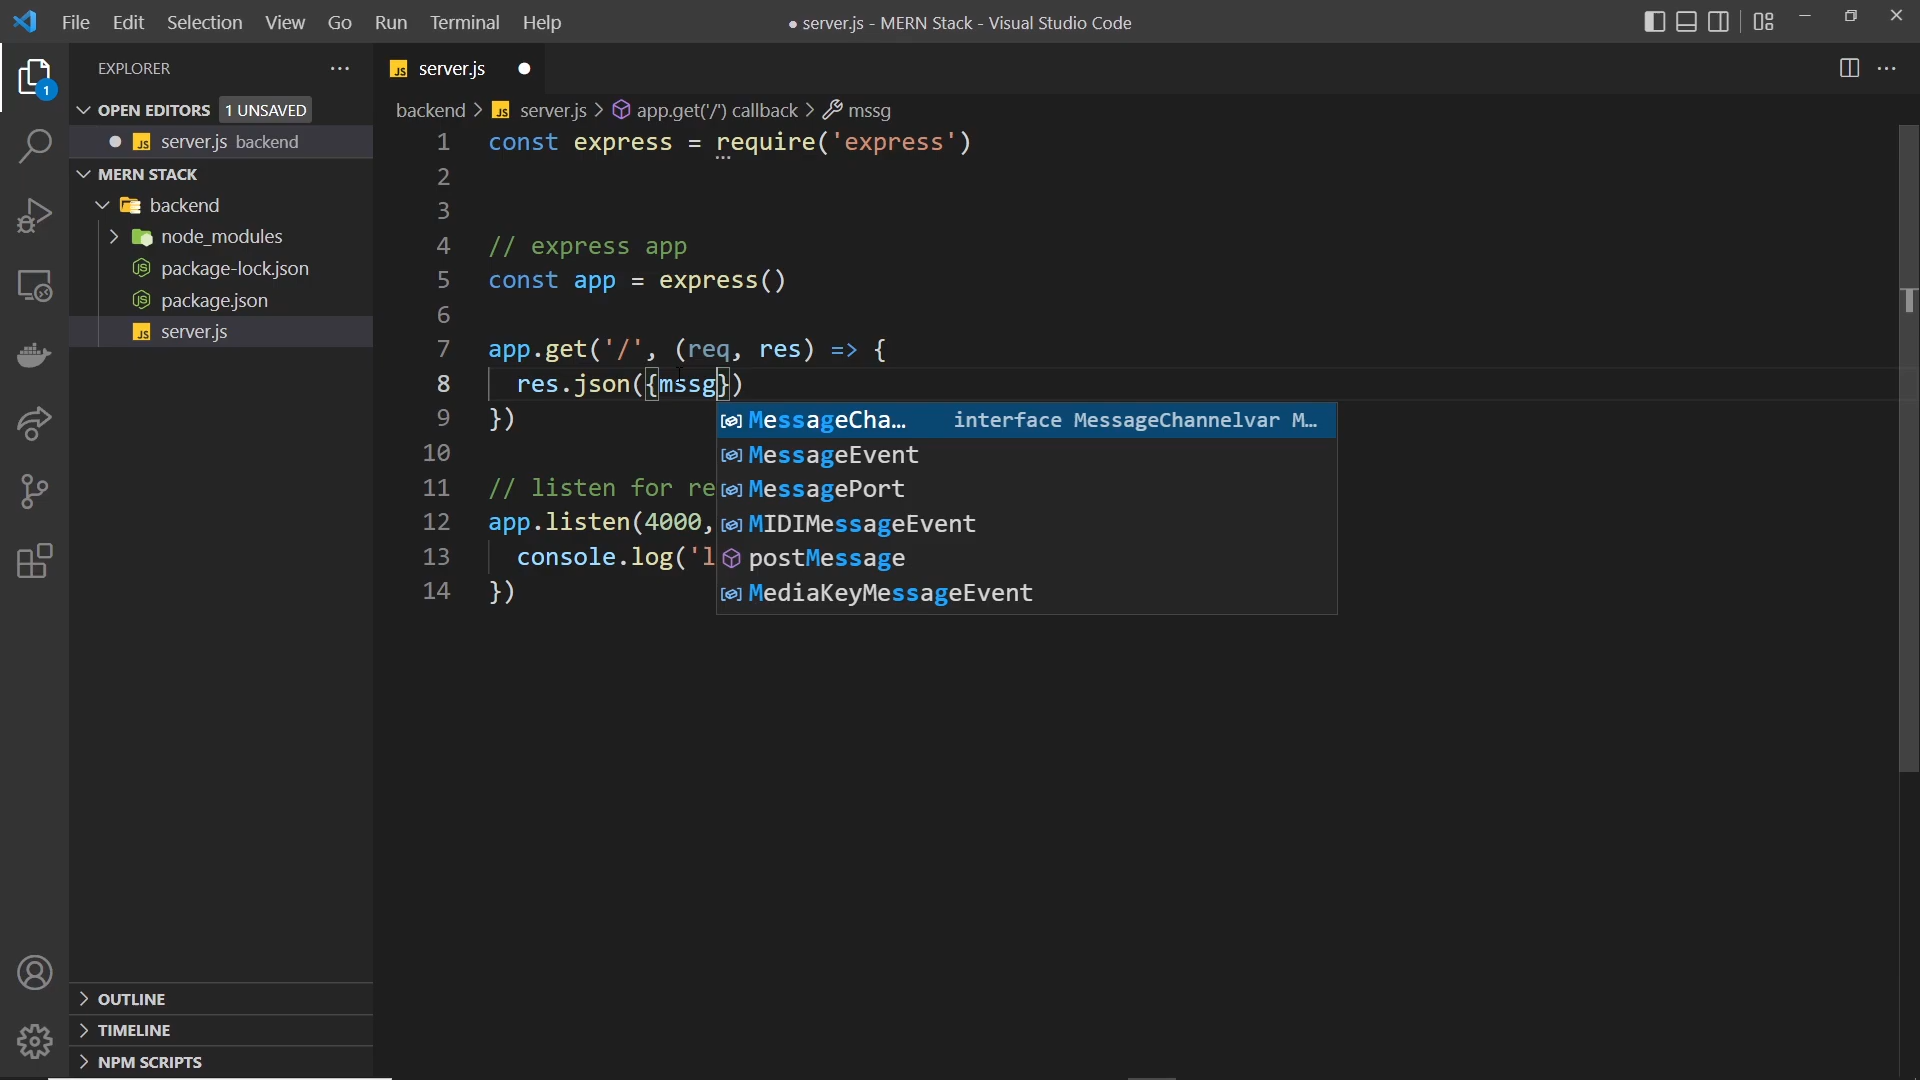 File Edit Selection View Go Run Terminal Help
● server.js - MERN Stack - Visual Studio Code
1
EXPLORER
OPEN EDITORS 1 UNSAVED
server.js backend
MERN STACK
backend
node_modules
package-lock.json
package.json
server.js
OUTLINE
TIMELINE
NPM SCRIPTS
JS server.js
backend > JS server.js > app.get('/') callback > mssg
1 const express = require('express')
2
3
4 // express app
5 const app = express()
6
7 app.get('/', (req, res) => {
8 res.json({mssg})
9 })
10
11 // listen for re
12 app.listen(4000,
13 console.log('l
14 })
MessageCha… interface MessageChannelvar M…
MessageEvent
MessagePort
MIDIMessageEvent
postMessage
MediaKeyMessageEvent